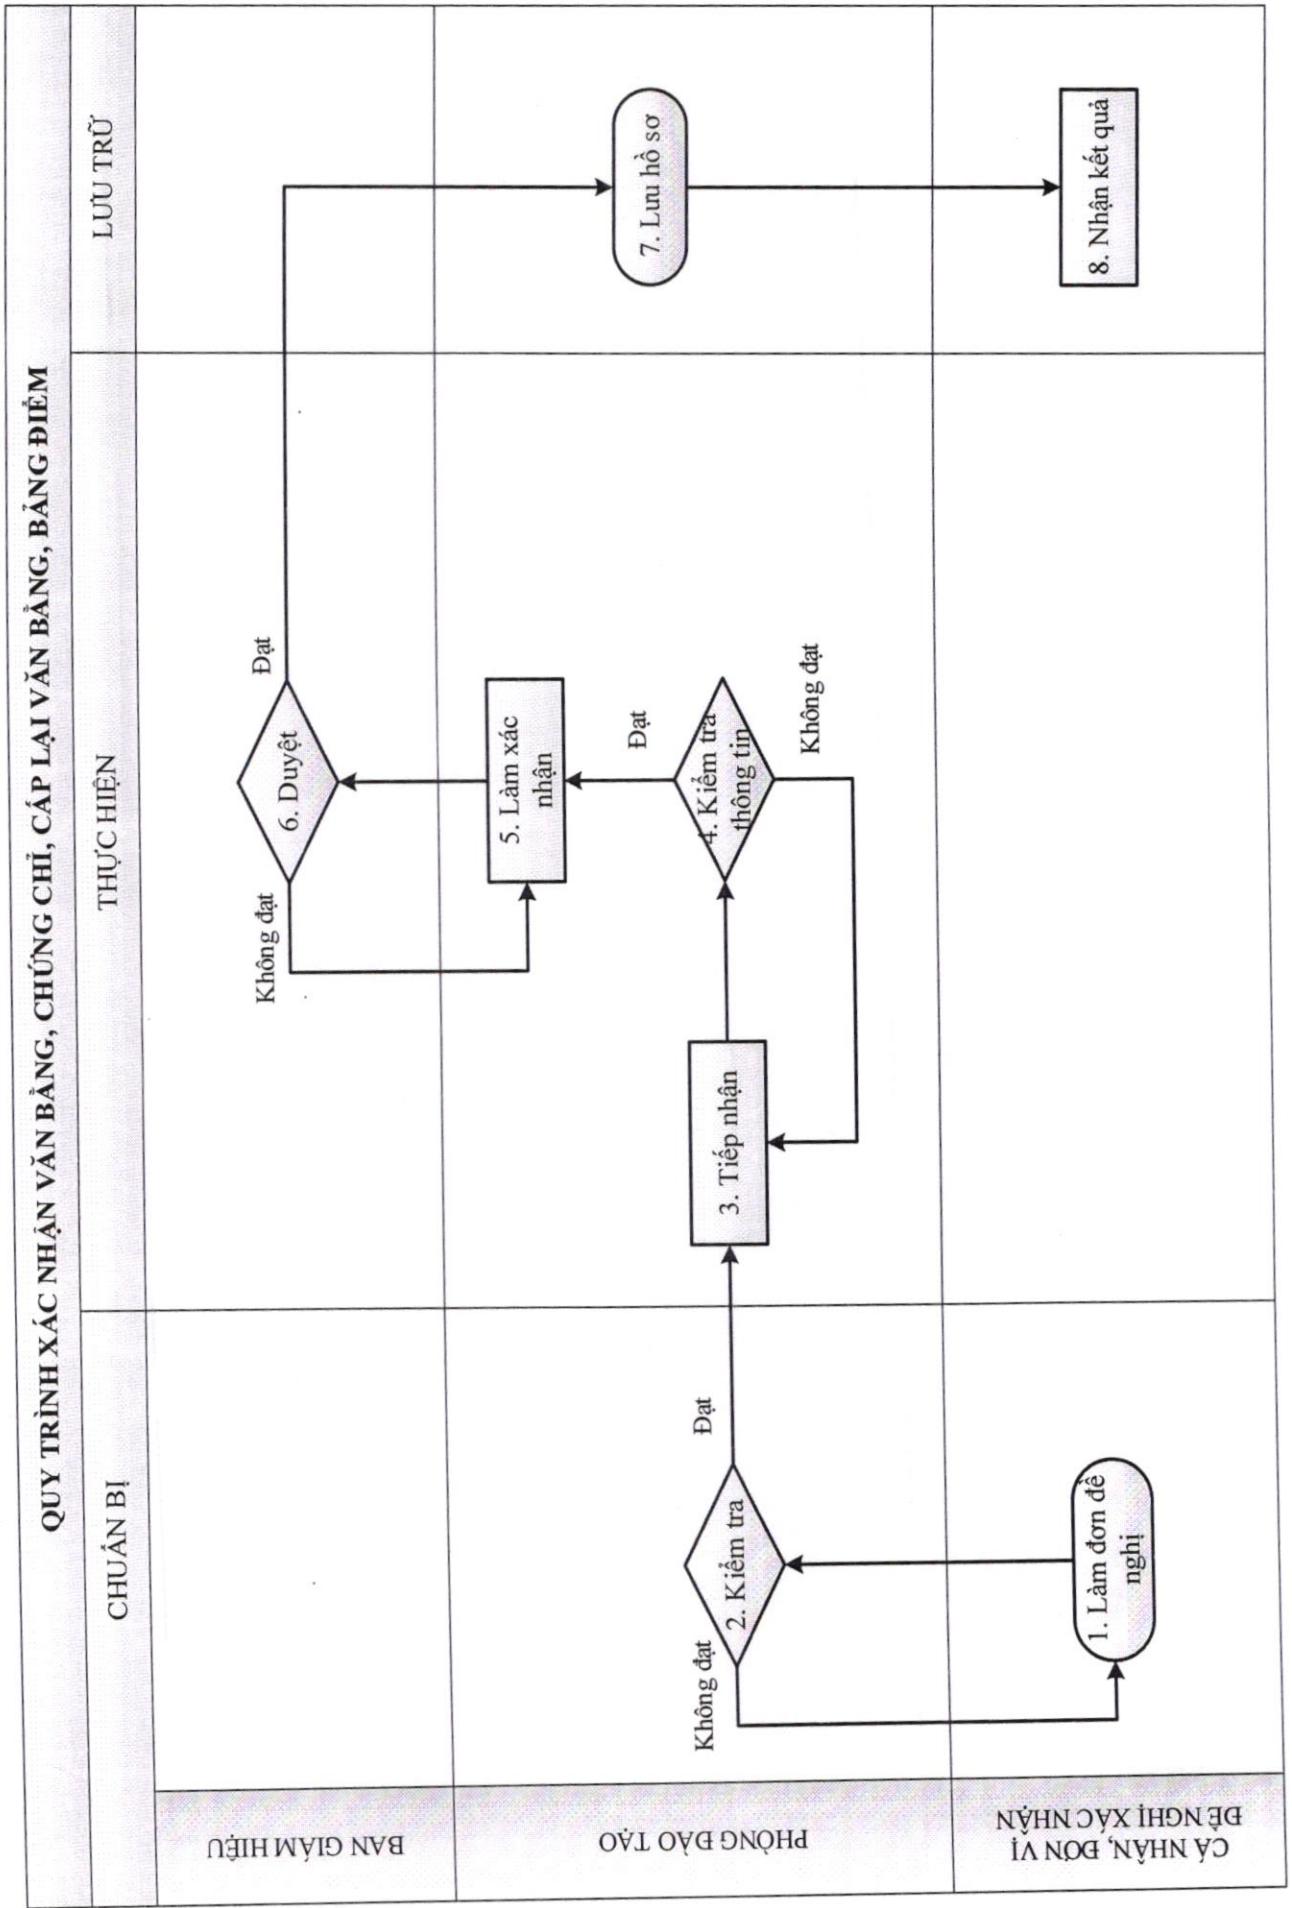 QUY TRÌNH XÁC NHẬN VĂN BẰNG, CHỨNG CHỈ, CẤP LẠI VĂN BẰNG, BẢNG ĐIỂM
CHUẨN BỊ
THỰC HIỆN
LƯU TRỮ
BAN GIÁM HIỆU
Không đạt
6. Duyệt
Đạt
PHÒNG ĐÀO TẠO
Không đạt
2. Kiểm tra
Đạt
3. Tiếp nhận
4. Kiểm tra
thông tin
Đạt
Không đạt
5. Làm xác
nhận
7. Lưu hồ sơ
CÁ NHÂN, ĐƠN VỊ
ĐỀ NGHỊ XÁC NHẬN
1. Làm đơn đề
nghị
8. Nhận kết quả